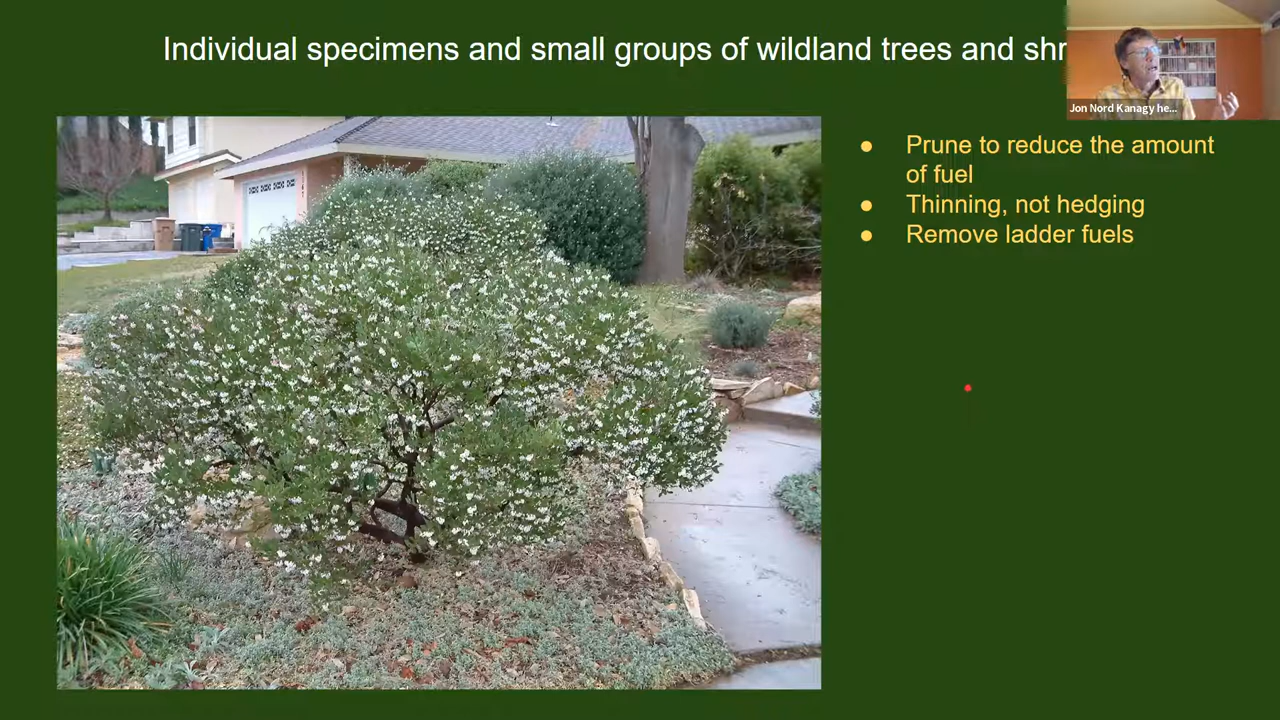 Individual specimens and small groups of wildland trees and shr
Jon Nord Kanagy he...
Prune to reduce the amount
of fuel
Thinning, not hedging
Remove ladder fuels